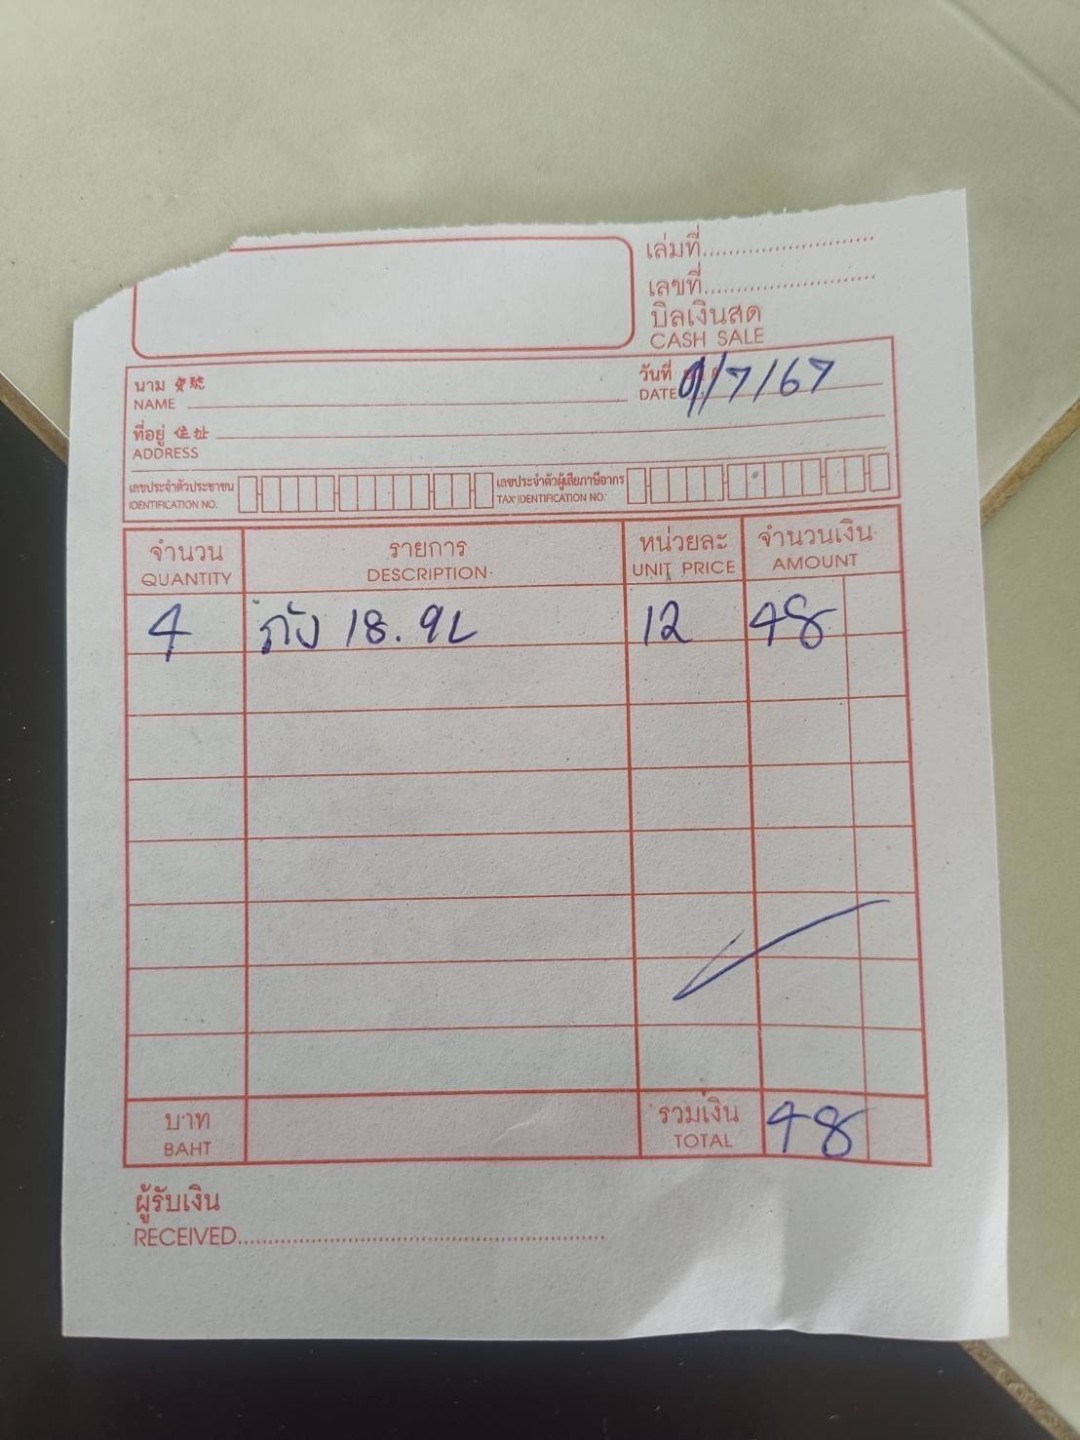 เล่มที่
เลขที่
บิลเงินสด
CASH SALE
นาม 寶號
NAME
วันที่
DATE 9/7/67
ที่อยู่ 住址
ADDRESS
เลขประจำตัวประชาชน
IDENTIFICATION NO.
เลขประจำตัวผู้เสียภาษีอากร
TAX IDENTIFICATION NO.
จำนวน รายการ หน่วยละ จำนวนเงิน
QUANTITY DESCRIPTION UNIT PRICE AMOUNT
4 ถัง 18.9L 12 48
บาท รวมเงิน 48
BAHT TOTAL
ผู้รับเงิน
RECEIVED